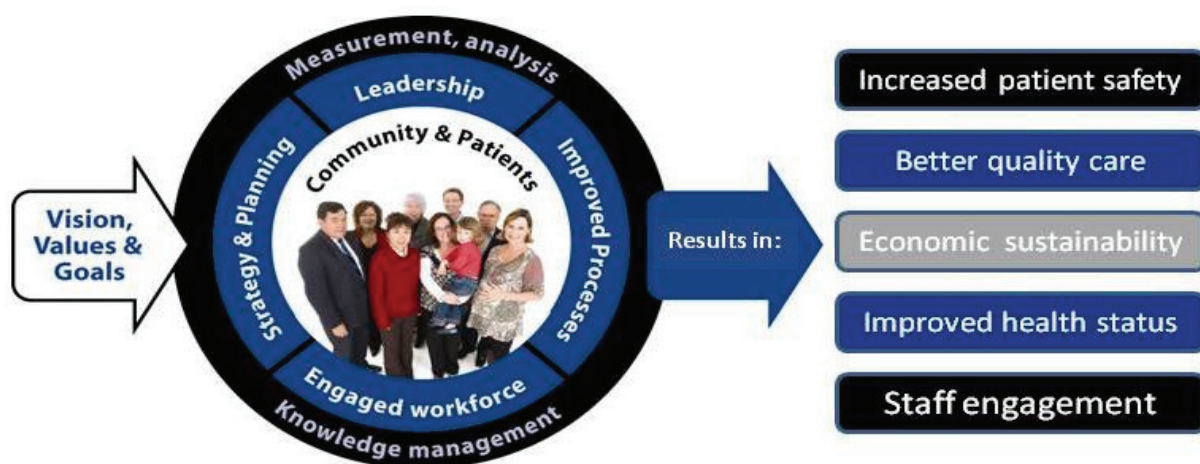 Vision,
Values &
Goals
Measurement, analysis
Leadership
Strategy & Planning
Community & Patients
Improved Processes
Engaged workforce
Knowledge management
Results in:
Increased patient safety
Better quality care
Economic sustainability
Improved health status
Staff engagement